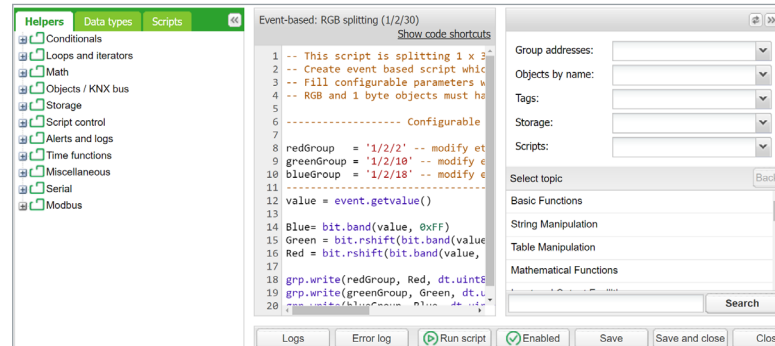 Helpers
Data types
Scripts
Conditionals
Loops and iterators
Math
Objects / KNX bus
Storage
Script control
Alerts and logs
Time functions
Miscellaneous
Serial
Modbus
Event-based: RGB splitting (1/2/30)
Show code shortcuts
1 -- This script is splitting 1 x 3
2 -- Create event based script whic
3 -- Fill configurable parameters w
4 -- RGB and 1 byte objects must ha
5
6 ------------------- Configurable
7
8 redGroup   = '1/2/2' -- modify et
9 greenGroup = '1/2/10' -- modify e
10 blueGroup  = '1/2/18' -- modify e
11 ---------------------------------
12 value = event.getvalue()
13
14 Blue= bit.band(value, 0xFF)
15 Green = bit.rshift(bit.band(value
16 Red = bit.rshift(bit.band(value,
17
18 grp.write(redGroup, Red, dt.uint8
19 grp.write(greenGroup, Green, dt.u
20
Group addresses:
Objects by name:
Tags:
Storage:
Scripts:
Select topic
Back
Basic Functions
String Manipulation
Table Manipulation
Mathematical Functions
Search
Logs
Error log
Run script
Enabled
Save
Save and close
Clos